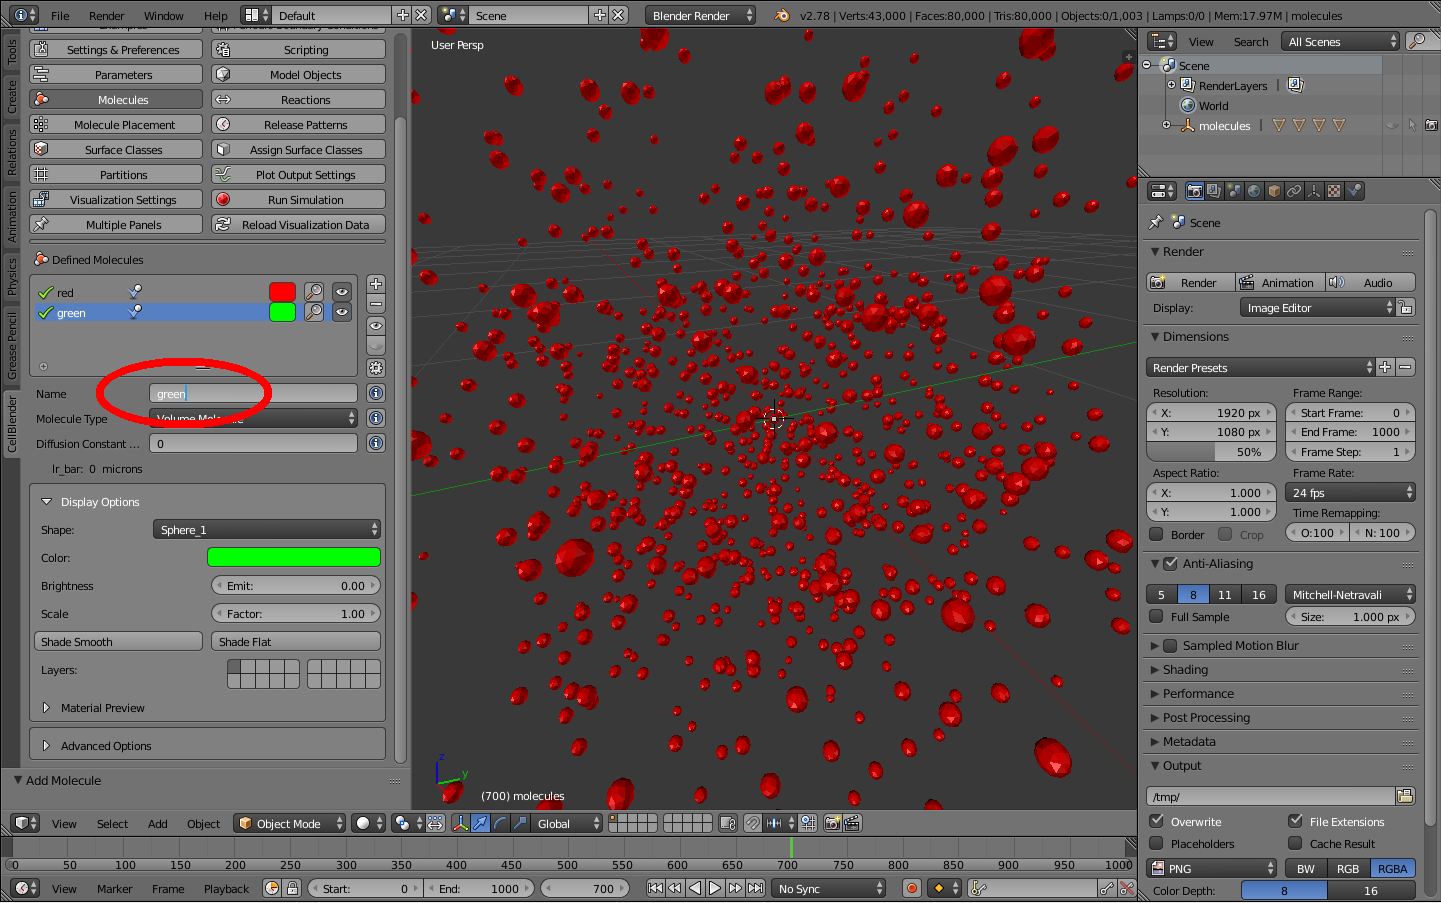 File Render Window Help Default Scene Blender Render v2.78 | Verts:43,000 | Faces:80,000 | Tris:80,000 | Objects:0/1,003 | Lamps:0/0 | Mem:17.97M | molecules
Tools
Create
Relations
Animation
Physics
Grease Pencil
CellBlender
Settings & Preferences Scripting
Parameters Model Objects
Molecules Reactions
Molecule Placement Release Patterns
Surface Classes Assign Surface Classes
Partitions Plot Output Settings
Visualization Settings Run Simulation
Multiple Panels Reload Visualization Data
Defined Molecules
red
green
Name green
Molecule Type
Diffusion Constant ... 0
lr_bar: 0 microns
Display Options
Shape: Sphere_1
Color:
Brightness Emit: 0.00
Scale Factor: 1.00
Shade Smooth Shade Flat
Layers:
Material Preview
Advanced Options
Add Molecule
User Persp
z
y
(700) molecules
View Select Add Object Object Mode Global
0 50 100 150 200 250 300 350 400 450 500 550 600 650 700 750 800 850 900 950 1000
View Marker Frame Playback Start: 0 End: 1000 700 No Sync
View Search All Scenes
Scene
RenderLayers |
World
molecules |
Scene
Render
Render Animation Audio
Display: Image Editor
Dimensions
Render Presets
Resolution: Frame Range:
X: 1920 px Start Frame: 0
Y: 1080 px End Frame: 1000
50% Frame Step: 1
Aspect Ratio: Frame Rate:
X: 1.000 24 fps
Y: 1.000 Time Remapping:
Border Crop O:100 N: 100
Anti-Aliasing
5 8 11 16 Mitchell-Netravali
Full Sample Size: 1.000 px
Sampled Motion Blur
Shading
Performance
Post Processing
Metadata
Output
/tmp/
Overwrite File Extensions
Placeholders Cache Result
PNG BW RGB RGBA
Color Depth: 8 16